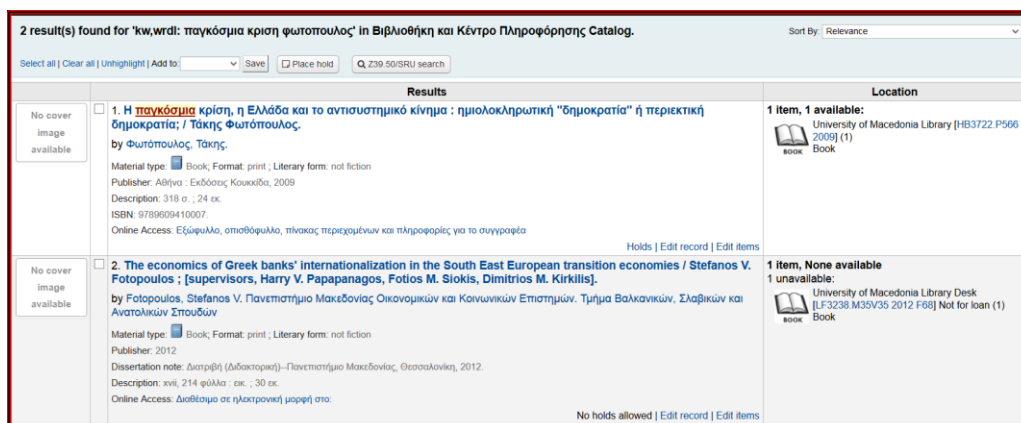 2 result(s) found for 'kw,wrdl: παγκόσμια κριση φωτοπουλος' in Βιβλιοθήκη και Κέντρο Πληροφόρησης Catalog.
Sort By: Relevance
Select all | Clear all | Unhighlight | Add to: Save Place hold Z39.50/SRU search
Results
Location
No cover
image
available
1. Η παγκόσμια κρίση, η Ελλάδα και το αντισυστημικό κίνημα : ημιολοκληρωτική "δημοκρατία" ή περιεκτική
δημοκρατία; / Τάκης Φωτόπουλος.
by Φωτόπουλος, Τάκης.
Material type: Book; Format: print ; Literary form: not fiction
Publisher: Αθήνα : Εκδόσεις Κουκκίδα, 2009
Description: 318 σ. ; 24 εκ.
ISBN: 9789609410007.
Online Access: Εξώφυλλο, οπισθόφυλλο, πίνακας περιεχομένων και πληροφορίες για το συγγραφέα
Holds | Edit record | Edit items
1 item, 1 available:
University of Macedonia Library [HB3722.P566
2009] (1)
BOOK Book
No cover
image
available
2. The economics of Greek banks' internationalization in the South East European transition economies / Stefanos V.
Fotopoulos ; [supervisors, Harry V. Papapanagos, Fotios M. Siokis, Dimitrios M. Kirkilis].
by Fotopoulos, Stefanos V. Πανεπιστήμιο Μακεδονίας Οικονομικών και Κοινωνικών Επιστημών. Τμήμα Βαλκανικών, Σλαβικών και
Ανατολικών Σπουδών
Material type: Book; Format: print ; Literary form: not fiction
Publisher: 2012
Dissertation note: Διατριβή (Διδακτορική)--Πανεπιστήμιο Μακεδονίας, Θεσσαλονίκη, 2012.
Description: xvii, 214 φύλλα : εικ. ; 30 εκ.
Online Access: Διαθέσιμο σε ηλεκτρονική μορφή στο:
No holds allowed | Edit record | Edit items
1 item, None available
1 unavailable:
University of Macedonia Library Desk
[LF3238.M35V35 2012 F68] Not for loan (1)
BOOK Book